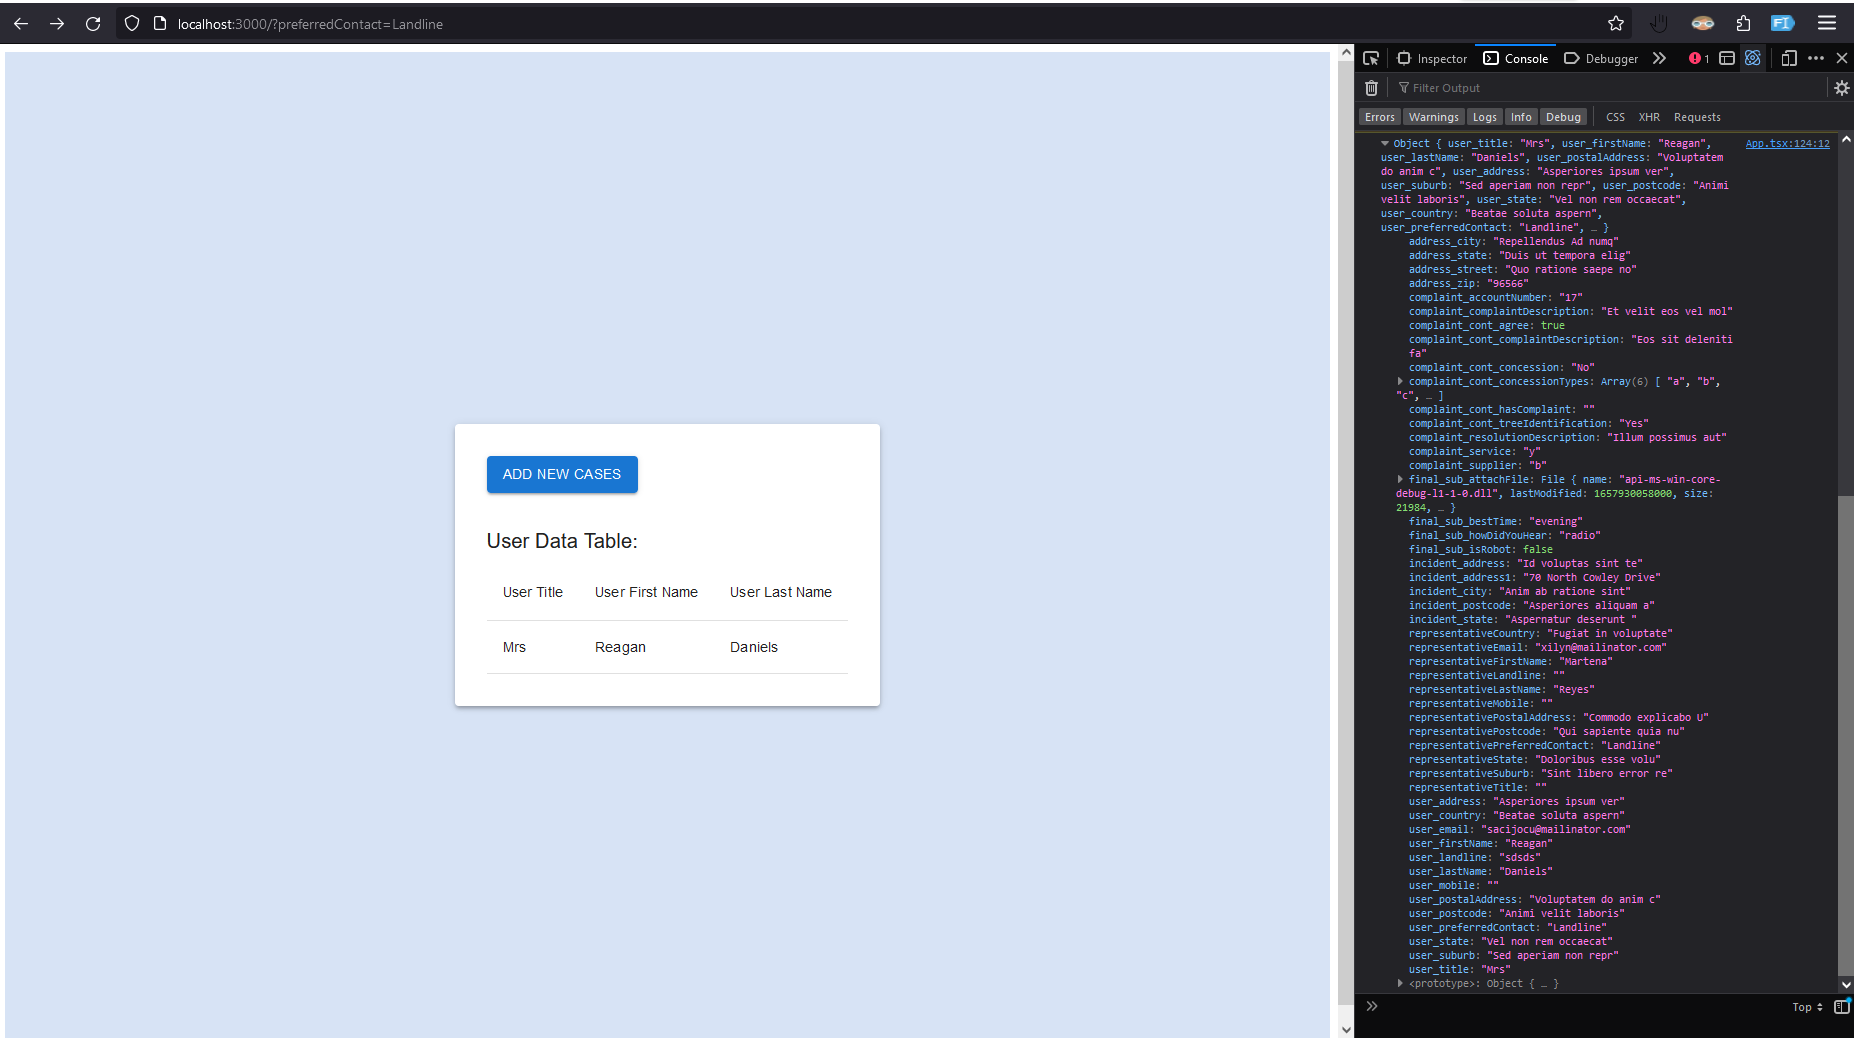 localhost:3000/?preferredContact=Landline
Inspector Console Debugger 1
Filter Output
Errors Warnings Logs Info Debug CSS XHR Requests
ADD NEW CASES
User Data Table:
User Title User First Name User Last Name
Mrs Reagan Daniels
Object { user_title: "Mrs", user_firstName: "Reagan", App.tsx:124:12
user_lastName: "Daniels", user_postalAddress: "Voluptatem
do anim c", user_address: "Asperiores ipsum ver",
user_suburb: "Sed aperiam non repr", user_postcode: "Animi
velit laboris", user_state: "Vel non rem occaecat",
user_country: "Beatae soluta aspern",
user_preferredContact: "Landline", … }
address_city: "Repellendus Ad numq"
address_state: "Duis ut tempora elig"
address_street: "Quo ratione saepe no"
address_zip: "96566"
complaint_accountNumber: "17"
complaint_complaintDescription: "Et velit eos vel mol"
complaint_cont_agree: true
complaint_cont_complaintDescription: "Eos sit deleniti
fa"
complaint_cont_concession: "No"
complaint_cont_concessionTypes: Array(6) [ "a", "b",
"c", … ]
complaint_cont_hasComplaint: ""
complaint_cont_treeIdentification: "Yes"
complaint_resolutionDescription: "Illum possimus aut"
complaint_service: "y"
complaint_supplier: "b"
final_sub_attachFile: File { name: "api-ms-win-core-
debug-l1-1-0.dll", lastModified: 1657930058000, size:
21984, … }
final_sub_bestTime: "evening"
final_sub_howDidYouHear: "radio"
final_sub_isRobot: false
incident_address: "Id voluptas sint te"
incident_address1: "70 North Cowley Drive"
incident_city: "Anim ab ratione sint"
incident_postcode: "Asperiores aliquam a"
incident_state: "Aspernatur deserunt "
representativeCountry: "Fugiat in voluptate"
representativeEmail: "xilyn@mailinator.com"
representativeFirstName: "Martena"
representativeLandline: ""
representativeLastName: "Reyes"
representativeMobile: ""
representativePostalAddress: "Commodo explicabo U"
representativePostcode: "Qui sapiente quia nu"
representativePreferredContact: "Landline"
representativeState: "Doloribus esse volu"
representativeSuburb: "Sint libero error re"
representativeTitle: ""
user_address: "Asperiores ipsum ver"
user_country: "Beatae soluta aspern"
user_email: "sacijocu@mailinator.com"
user_firstName: "Reagan"
user_landline: "sdsds"
user_lastName: "Daniels"
user_mobile: ""
user_postalAddress: "Voluptatem do anim c"
user_postcode: "Animi velit laboris"
user_preferredContact: "Landline"
user_state: "Vel non rem occaecat"
user_suburb: "Sed aperiam non repr"
user_title: "Mrs"
<prototype>: Object { … }
Top